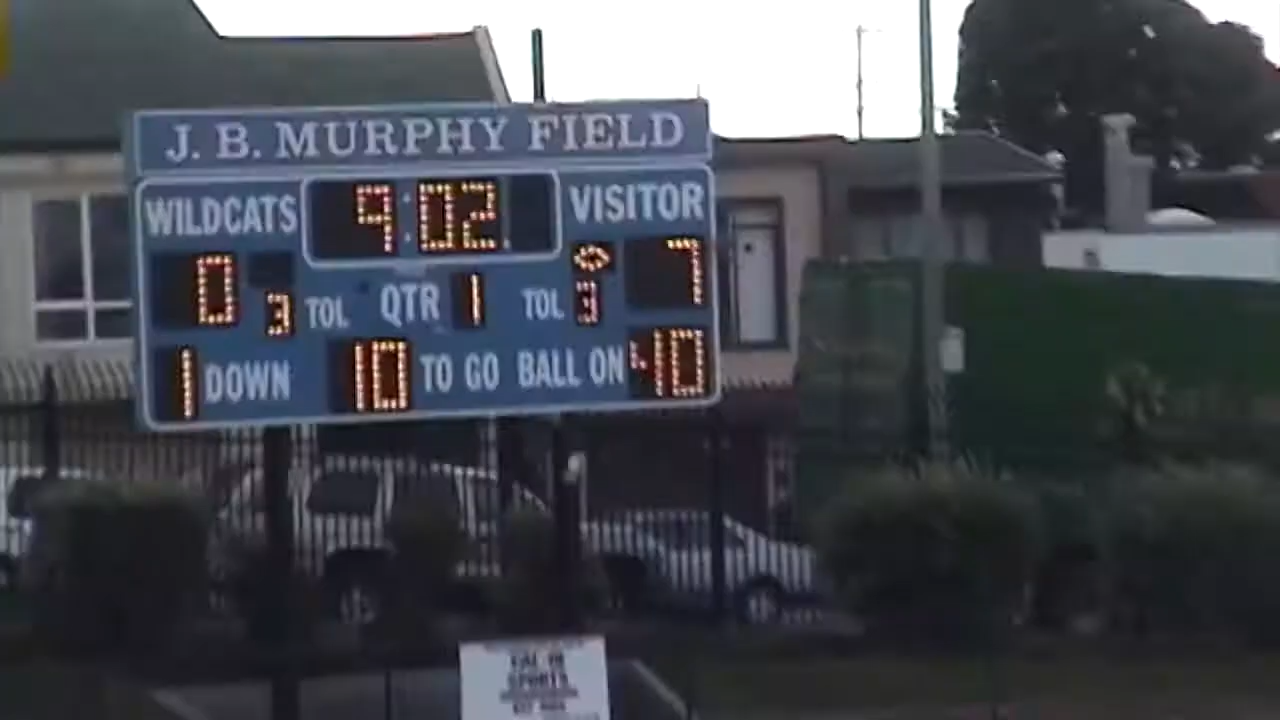 J. B. MURPHY FIELD
WILDCATS 9:02 VISITOR
0 3 TOL QTR 1 TOL 3 7
1 DOWN 10 TO GO BALL ON 40
SPORTS